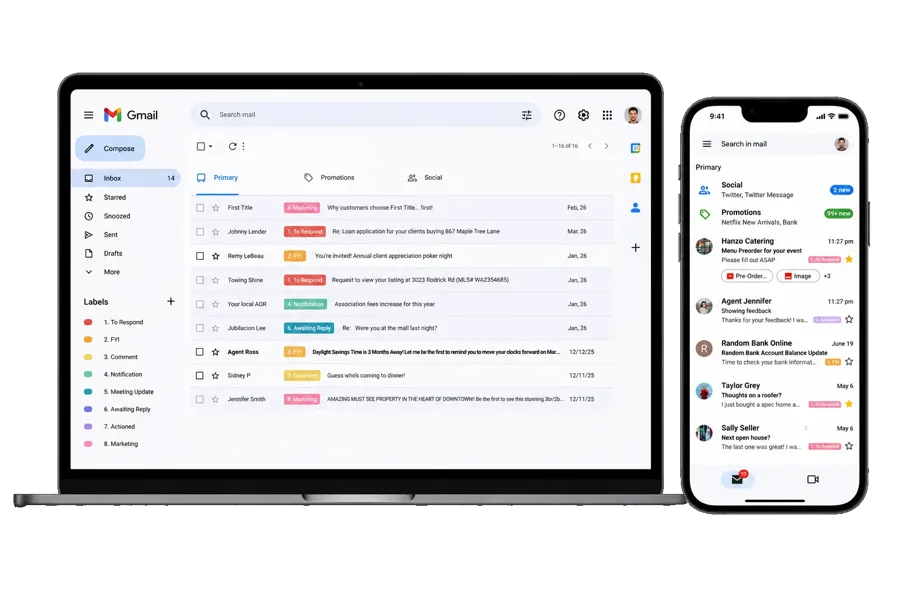 Gmail
Search mail
Compose
1–16 of 16
Inbox 14
Starred
Snoozed
Sent
Drafts
More
Labels
1. To Respond
2. FYI
3. Comment
4. Notification
5. Meeting Update
6. Awaiting Reply
7. Actioned
8. Marketing
Primary Promotions Social
First Title 8. Marketing Why customers choose First Title... first! Feb, 26
Johnny Lender 1. To Respond Re: Loan application for your clients buying 867 Maple Tree Lane Mar, 26
Remy LeBeau 2. FYI You're invited! Annual client appreciation poker night Jan, 26
Towing Shine 1. To Respond Request to view your listing at 3023 Rodrick Rd (MLS# WA2354685) Jan, 26
Your local AOR 4. Notification Association fees increase for this year Jan, 26
Jubilacion Lee 6. Awaiting Reply Re: Were you at the mall last night? Jan, 26
Agent Ross 2. FYI Daylight Savings Time is 3 Months Away! Let me be the first to remind you to move your clocks forward on Mar... 12/12/25
Sidney P 3. Comment Guess who's coming to dinner! 12/11/25
Jennifer Smith 8. Marketing AMAZING MUST SEE PROPERTY IN THE HEART OF DOWNTOWN! Be the first to see this stunning 3br/2b... 12/11/25
9:41
Search in mail
Primary
Social 2 new
Twitter, Twitter Message
Promotions 99+ new
Netflix New Arrivals, Bank
Hanzo Catering 11:27 pm
Menu Preorder for your event
Please fill out ASAP 1. To Respond
Pre-Order... Image +3
Agent Jennifer 11:27 pm
Showing feedback
Thanks for your feedback! I wa... 7. Actioned
R
Random Bank Online June 19
Random Bank Account Balance Update
Time to check your bank informat... 2. FYI
Taylor Grey May 6
Thoughts on a roofer?
I just bought a spec home a... 1. To Respond
Sally Seller May 6
Next open house?
The last one was great! I wa... 1. To Respond